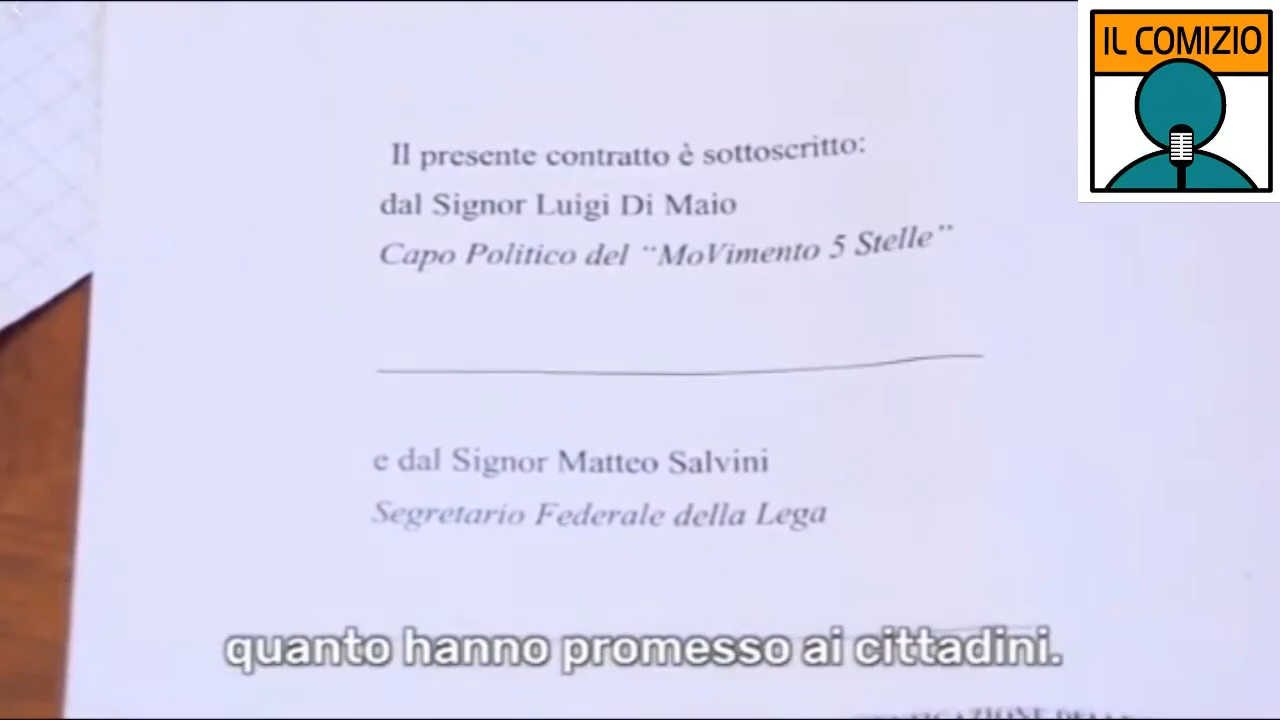 IL COMIZIO
Il presente contratto è sottoscritto:
dal Signor Luigi Di Maio
Capo Politico del "MoVimento 5 Stelle"
e dal Signor Matteo Salvini
Segretario Federale della Lega
quanto hanno promesso ai cittadini.